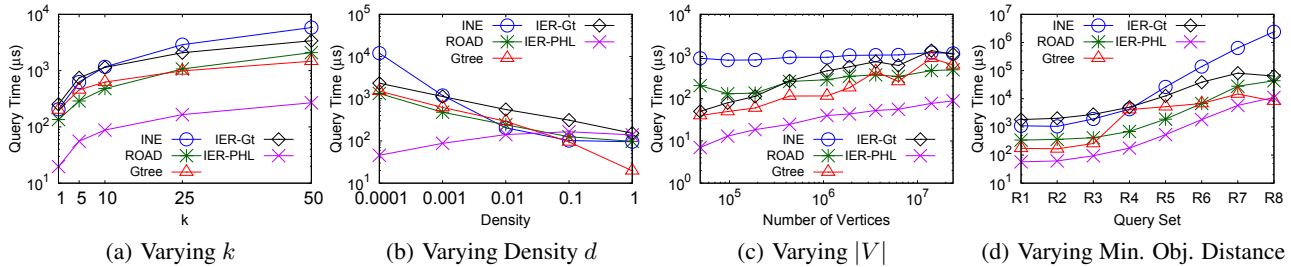 Query Time (μs)
10^4
10^3
10^2
10^1
INE
ROAD
Gtree
IER-Gt
IER-PHL
1 5 10 25 50
k
(a) Varying k
Query Time (μs)
10^5
10^4
10^3
10^2
10^1
INE
ROAD
Gtree
IER-Gt
IER-PHL
0.0001 0.001 0.01 0.1 1
Density
(b) Varying Density d
Query Time (μs)
10^5
10^4
10^3
10^2
10^1
10^0
INE
ROAD
Gtree
IER-Gt
IER-PHL
10^5 10^6 10^7
Number of Vertices
(c) Varying |V|
Query Time (μs)
10^7
10^6
10^5
10^4
10^3
10^2
10^1
INE
ROAD
Gtree
IER-Gt
IER-PHL
R1 R2 R3 R4 R5 R6 R7 R8
Query Set
(d) Varying Min. Obj. Distance